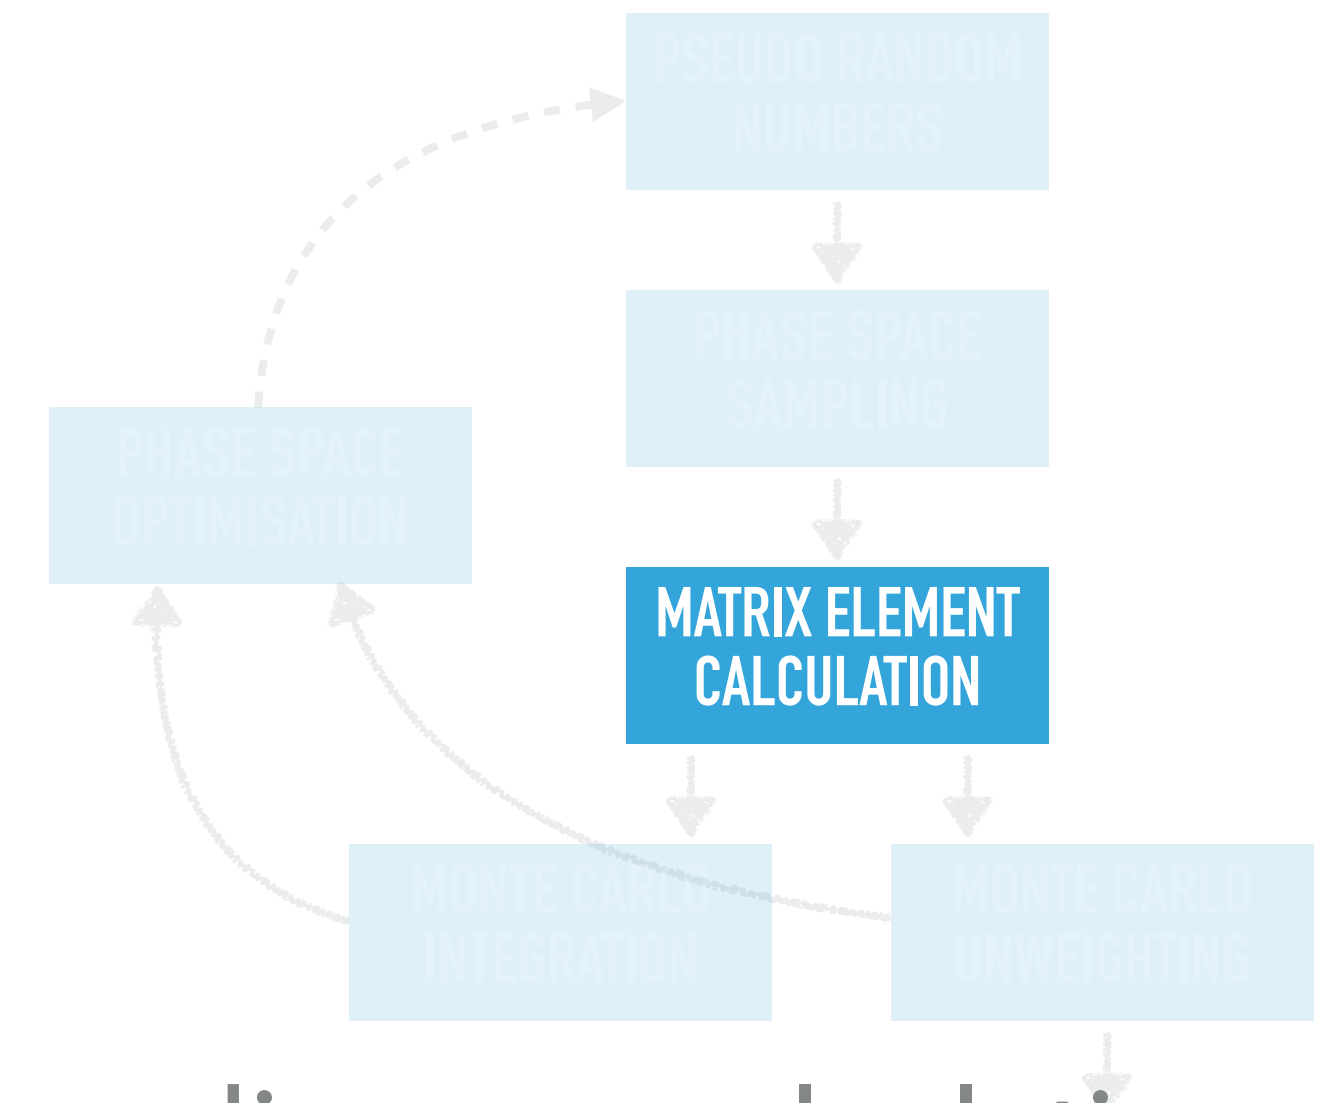 PSEUDO RANDOM
NUMBERS
PHASE SPACE
SAMPLING
PHASE SPACE
OPTIMISATION
MATRIX ELEMENT
CALCULATION
MONTE CARLO
INTEGRATION
MONTE CARLO
UNWEIGHTING